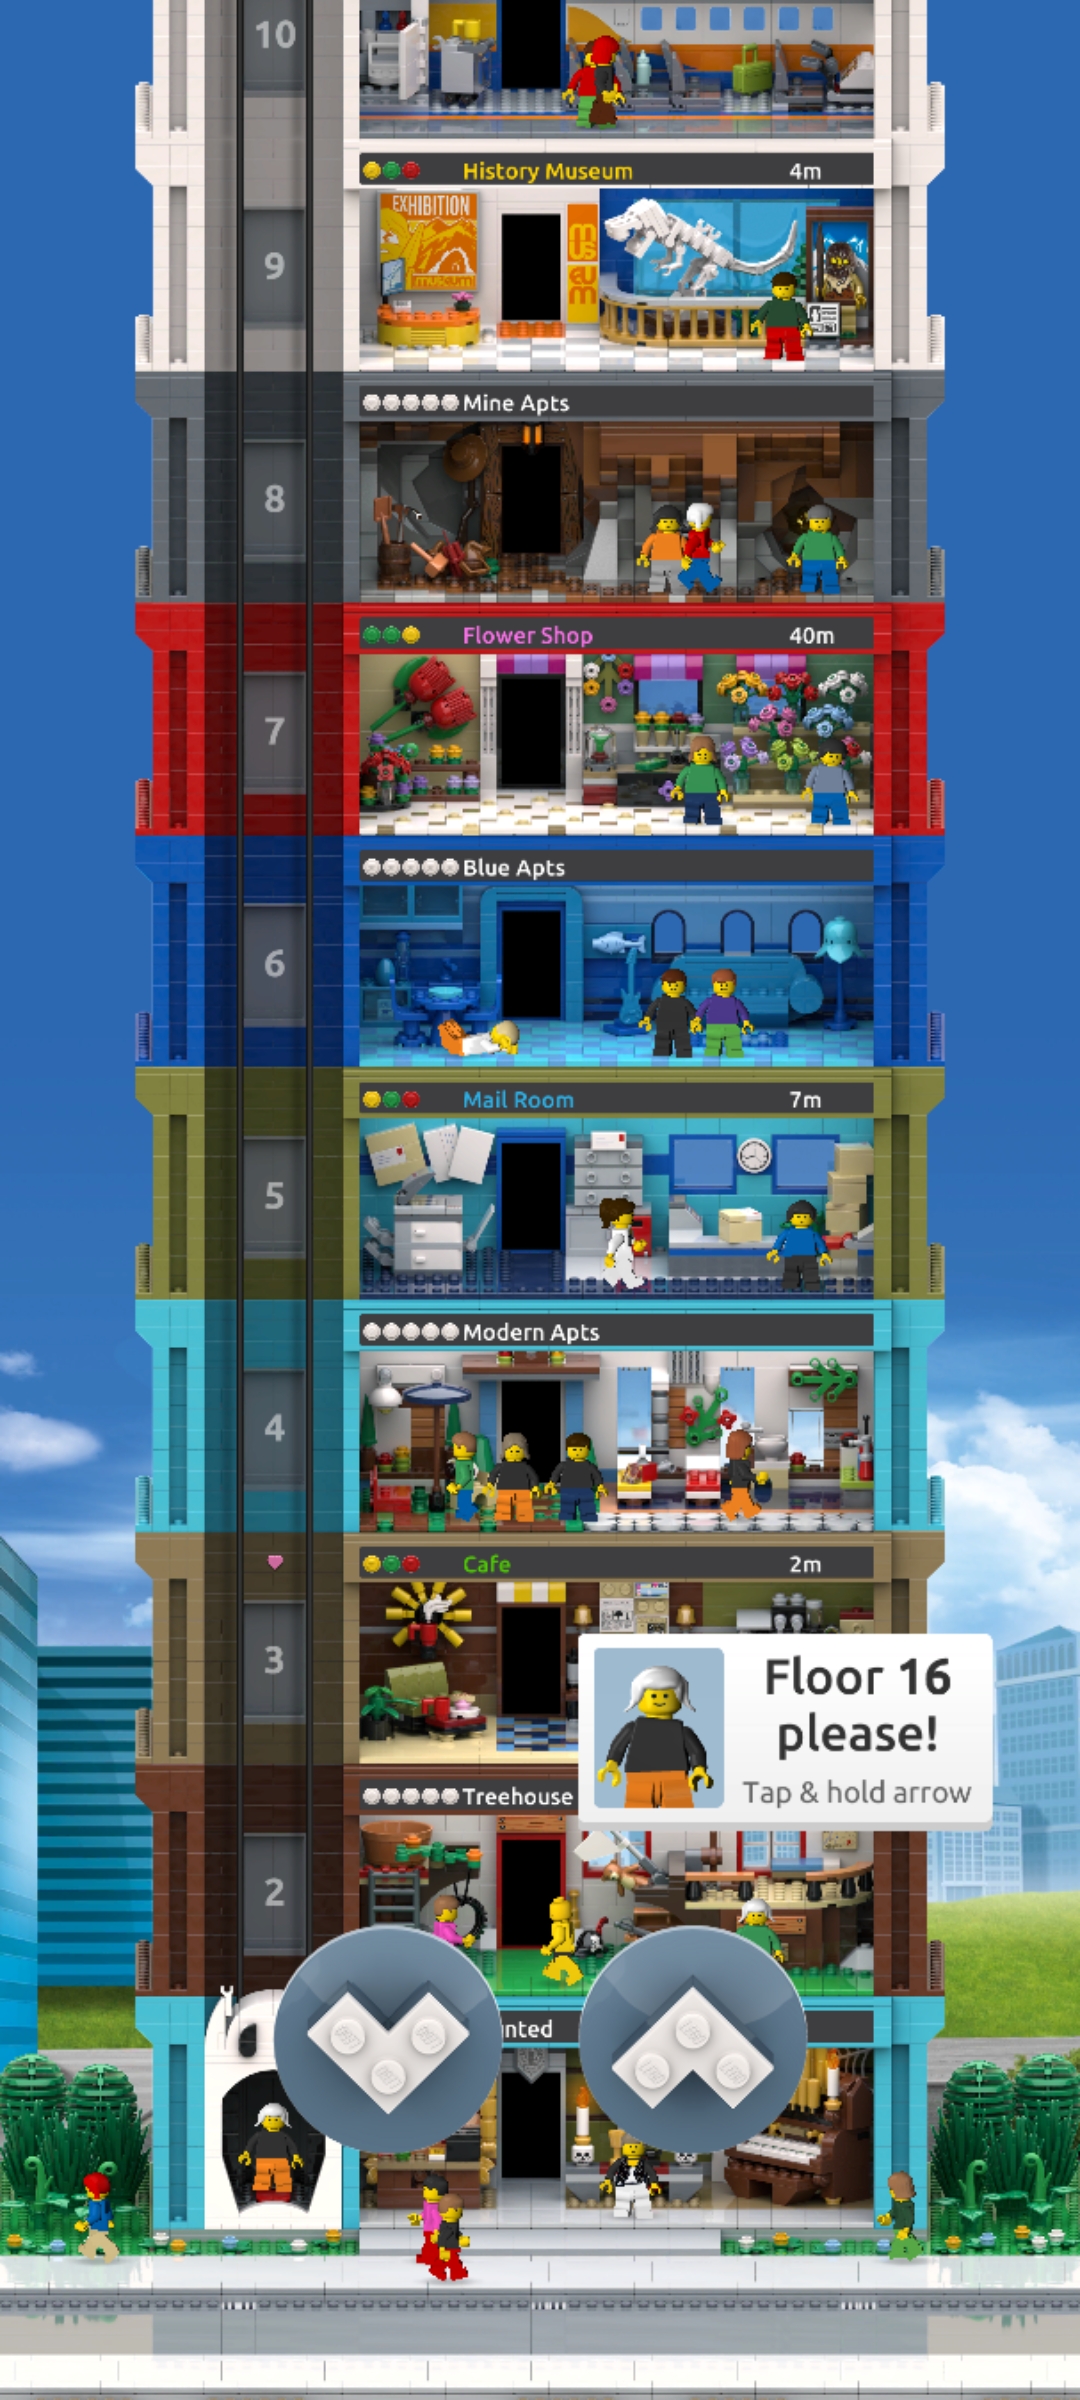 10
History Museum 4m
EXHIBITION
museum
mus
eum
9
Mine Apts
8
Flower Shop 40m
7
Blue Apts
6
Mail Room 7m
5
Modern Apts
4
Cafe 2m
3
Floor 16
please!
Tap & hold arrow
Treehouse
2
nted